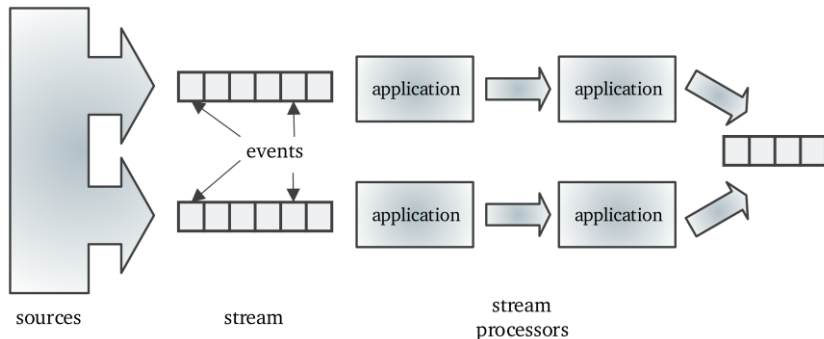 application
application
events
application
application
sources
stream
stream
processors